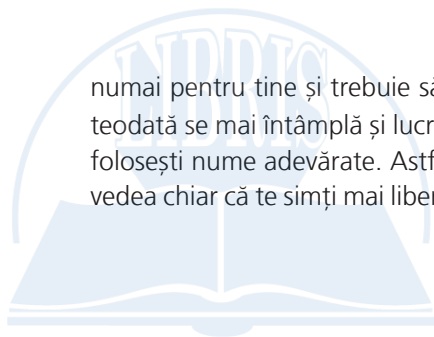 LIBRIS
numai pentru tine și trebuie să
teodată se mai întâmplă și lucr
folosești nume adevărate. Astf
vedea chiar că te simți mai liber